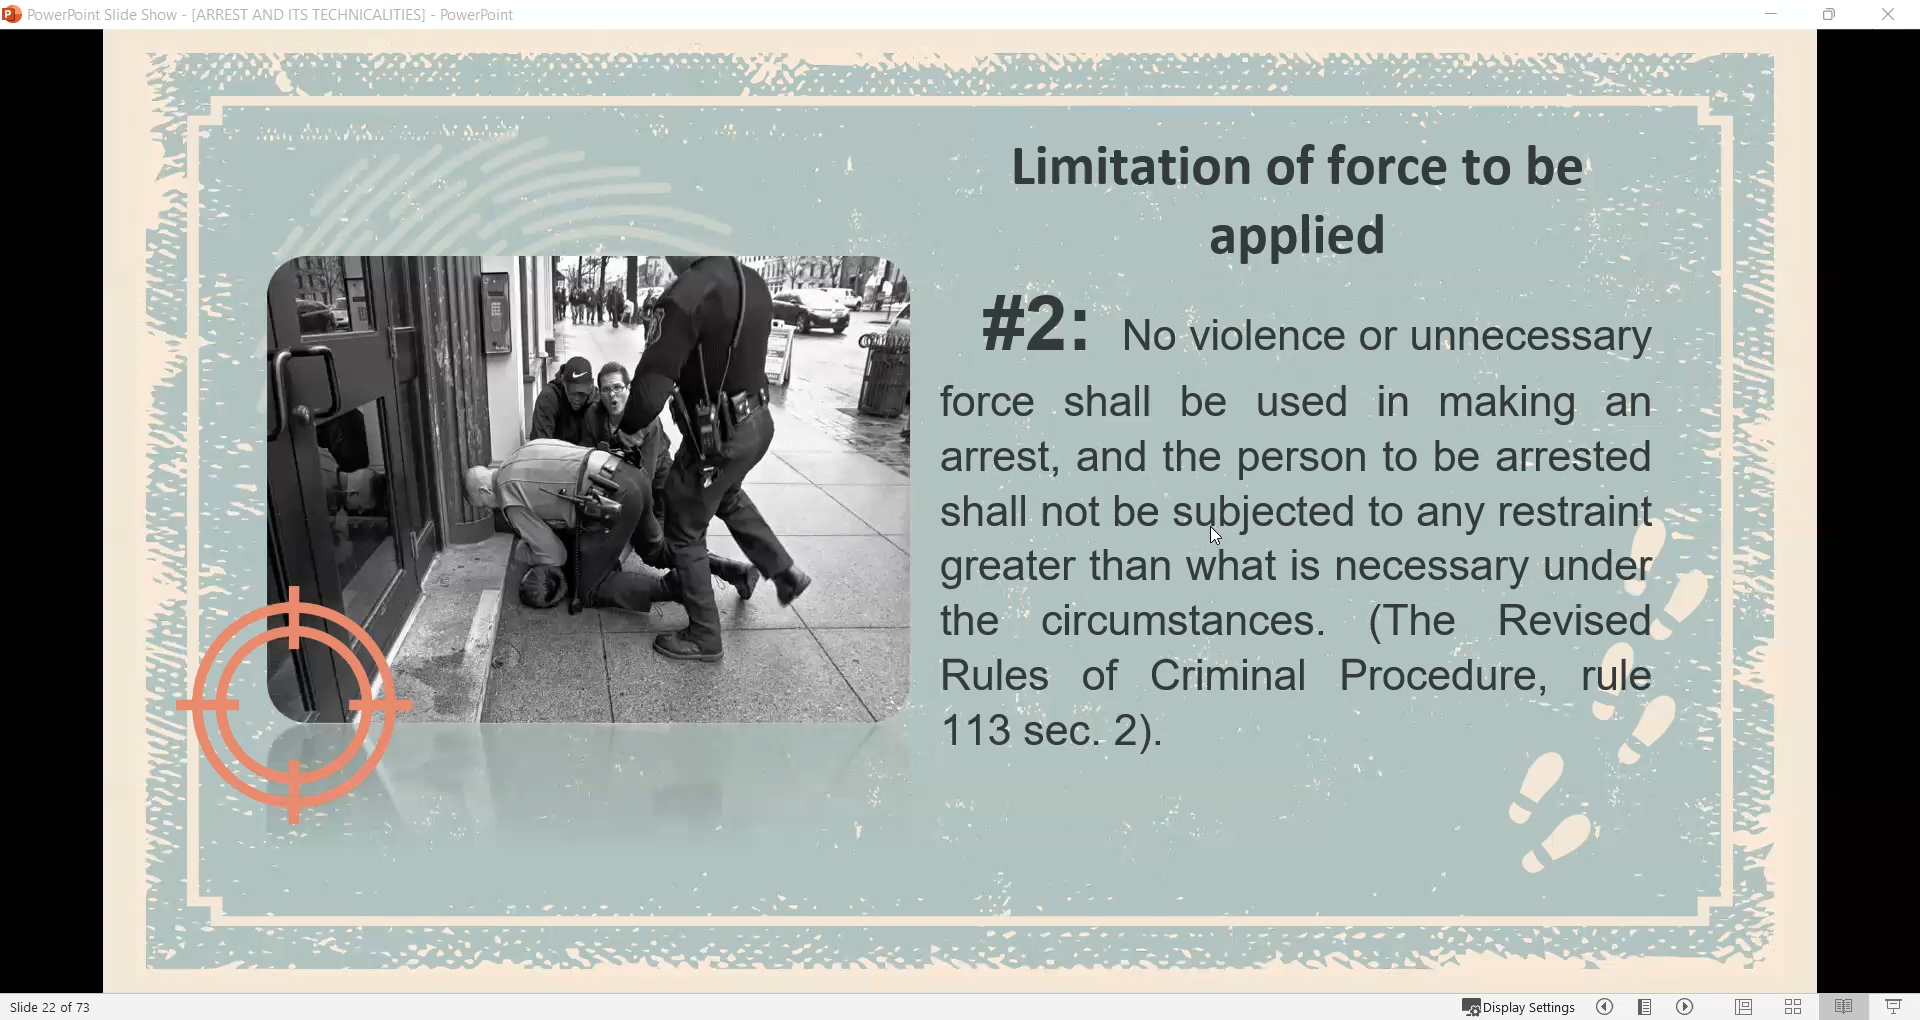 PowerPoint Slide Show - [ARREST AND ITS TECHNICALITIES] - PowerPoint
Limitation of force to be
applied
#2: No violence or unnecessary
force shall be used in making an
arrest, and the person to be arrested
shall not be subjected to any restraint
greater than what is necessary under
the circumstances. (The Revised
Rules of Criminal Procedure, rule
113 sec. 2).
Slide 22 of 73
Display Settings